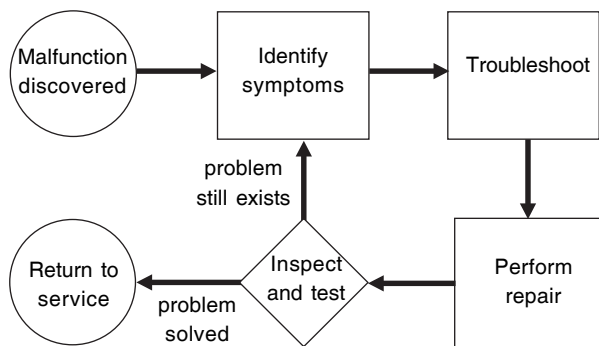 Malfunction
discovered
Identify
symptoms
Troubleshoot
problem
still exists
Return to
service
problem
solved
Inspect
and test
Perform
repair